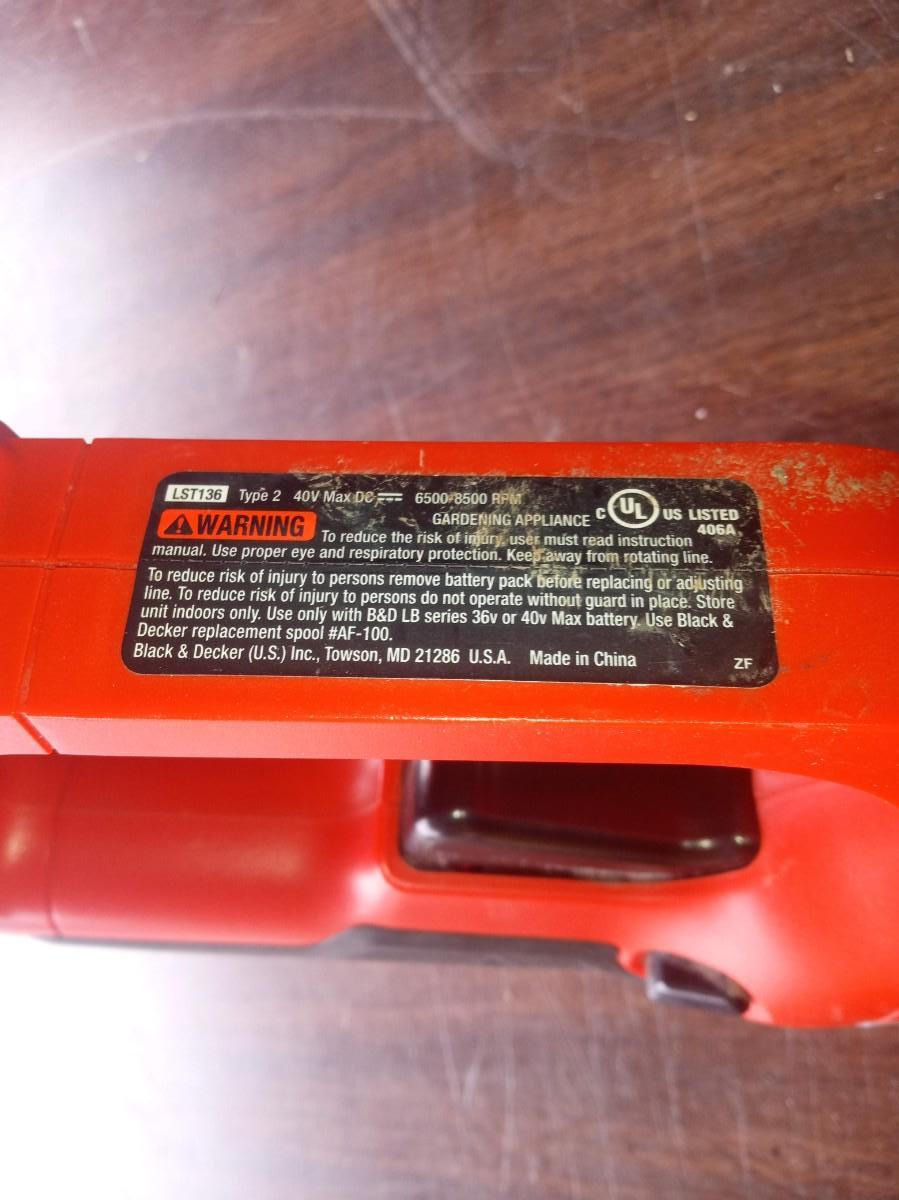 LST136 Type 2 40V Max DC 6500-8500 RPM
GARDENING APPLIANCE C UL US LISTED
406A
WARNING To reduce the risk of injury, user must read instruction
manual. Use proper eye and respiratory protection. Keep away from rotating line.
To reduce risk of injury to persons remove battery pack before replacing or adjusting
line. To reduce risk of injury to persons do not operate without guard in place. Store
unit indoors only. Use only with B&D LB series 36v or 40v Max battery. Use Black &
Decker replacement spool #AF-100.
Black & Decker (U.S.) Inc., Towson, MD 21286 U.S.A. Made in China ZF